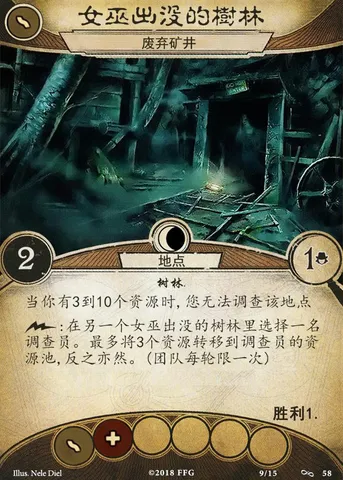 女巫出没的樹林
废弃矿井
2
地点
1
树林.
当你有3到10个资源时,您无法调查该地点
:在另一个女巫出没的树林里选择一名
调查员。最多将3个资源转移到调查员的资
源池,反之亦然。(团队每轮限一次)
胜利1.
Illus. Nele Diel
©2018 FFG
9/15
58